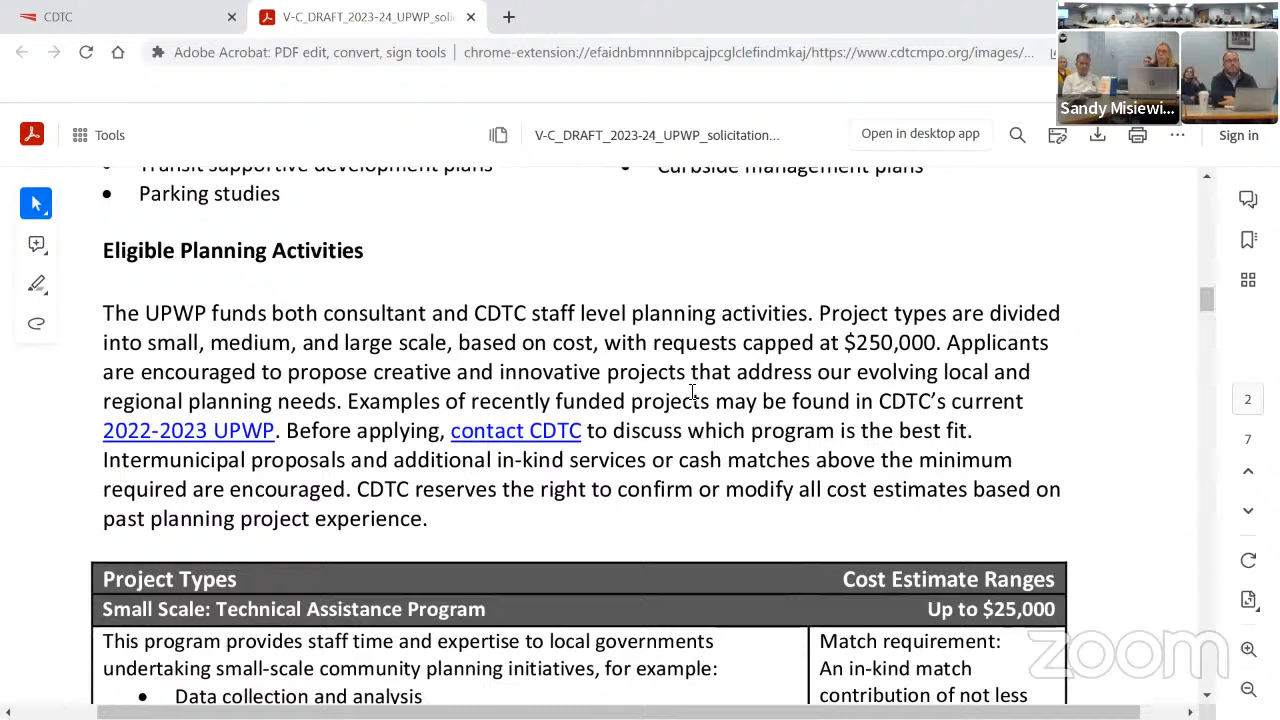 CDTC
V-C_DRAFT_2023-24_UPWP_soli
Adobe Acrobat: PDF edit, convert, sign tools
chrome-extension://efaidnbmnnnibpcajpcglclefindmkaj/https://www.cdtcmpo.org/images/...
Sandy Misiewi...
Tools
V-C_DRAFT_2023-24_UPWP_solicitation...
Open in desktop app
Sign in
• Transit supportive development plans
• Curbside management plans
• Parking studies
Eligible Planning Activities
The UPWP funds both consultant and CDTC staff level planning activities. Project types are divided
into small, medium, and large scale, based on cost, with requests capped at $250,000. Applicants
are encouraged to propose creative and innovative projects that address our evolving local and
regional planning needs. Examples of recently funded projects may be found in CDTC’s current
2022-2023 UPWP. Before applying, contact CDTC to discuss which program is the best fit.
Intermunicipal proposals and additional in-kind services or cash matches above the minimum
required are encouraged. CDTC reserves the right to confirm or modify all cost estimates based on
past planning project experience.
2
7
Project Types Cost Estimate Ranges
Small Scale: Technical Assistance Program Up to $25,000
This program provides staff time and expertise to local governments
undertaking small-scale community planning initiatives, for example:
• Data collection and analysis
Match requirement:
An in-kind match
contribution of not less
zoom